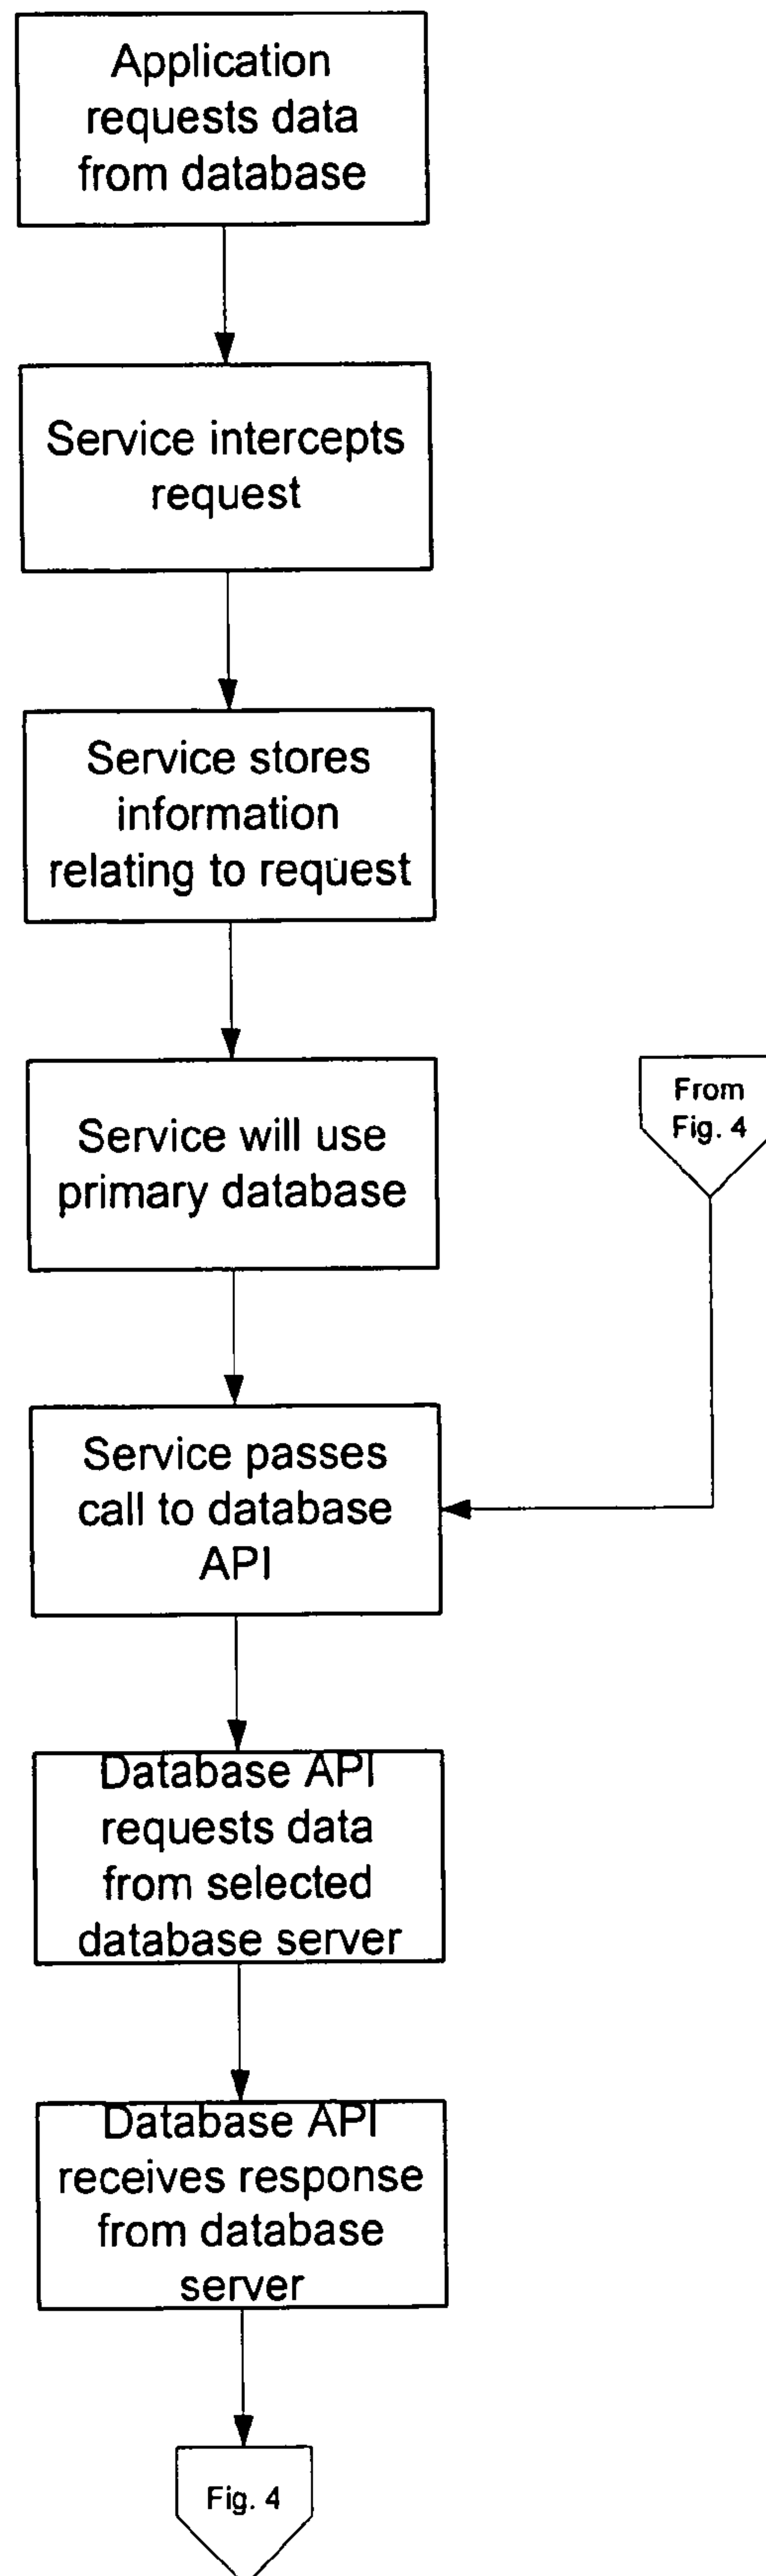 Application
requests data
from database
Service intercepts
request
Service stores
information
relating to request
Service will use
primary database
From
Fig. 4
Service passes
call to database
API
Database API
requests data
from selected
database server
Database API
receives response
from database
server
Fig. 4